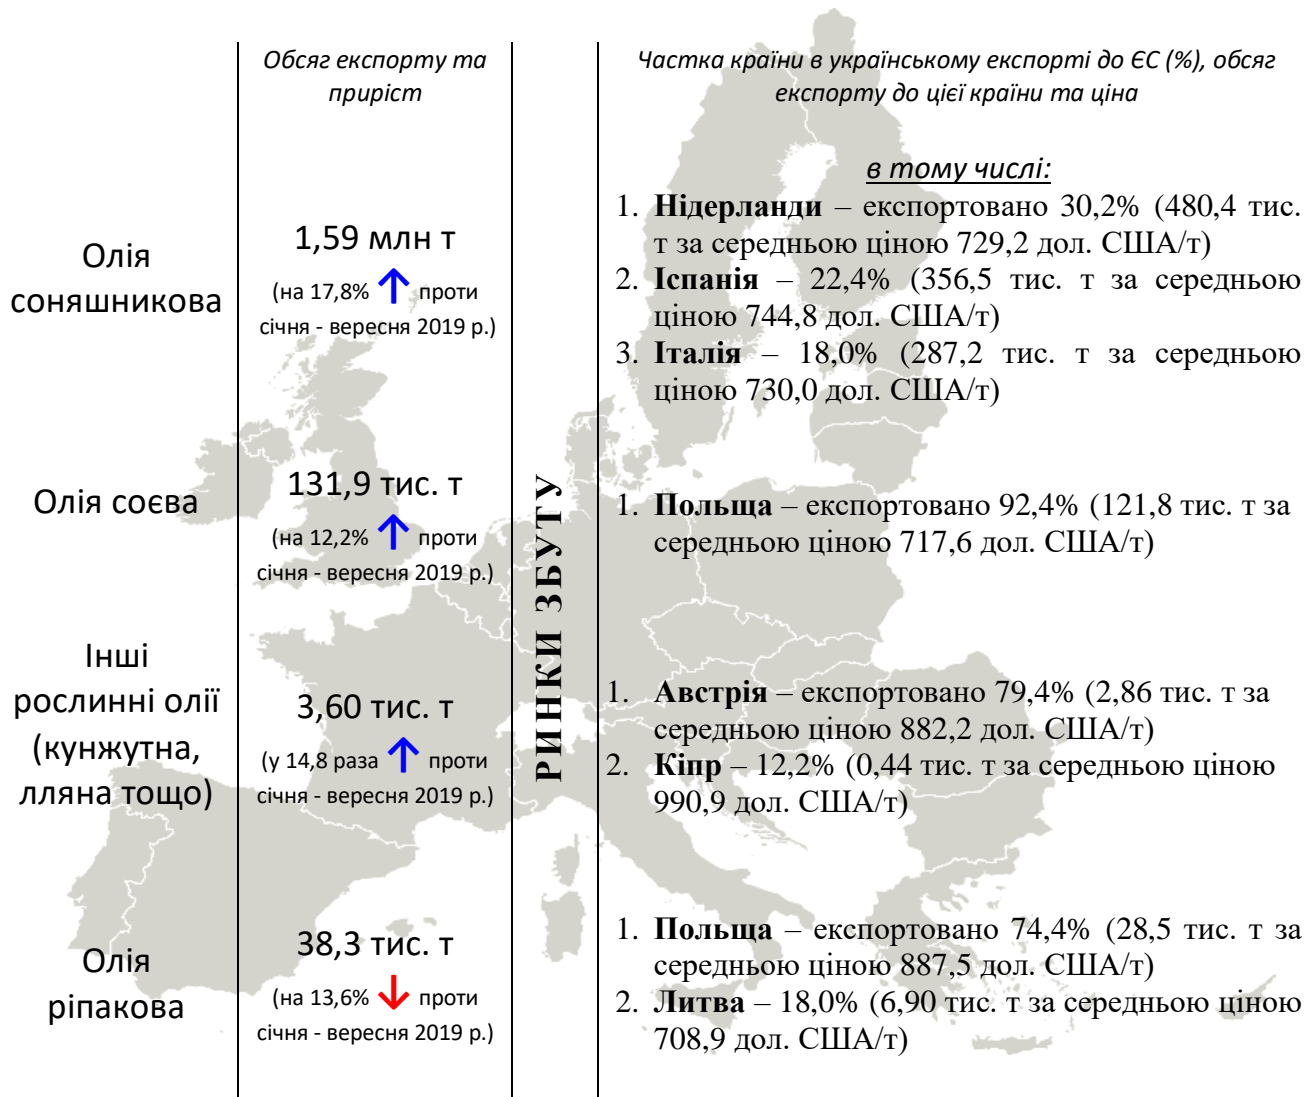 Обсяг експорту та
приріст
Частка країни в українському експорті до ЄС (%), обсяг
експорту до цієї країни та ціна
в тому числі:
Олія
соняшникова
1,59 млн т
(на 17,8% ↑ проти
січня - вересня 2019 р.)
РИНКИ ЗБУТУ
1. Нідерланди – експортовано 30,2% (480,4 тис.
т за середньою ціною 729,2 дол. США/т)
2. Іспанія – 22,4% (356,5 тис. т за середньою
ціною 744,8 дол. США/т)
3. Італія – 18,0% (287,2 тис. т за середньою
ціною 730,0 дол. США/т)
Олія соєва
131,9 тис. т
(на 12,2% ↑ проти
січня - вересня 2019 р.)
1. Польща – експортовано 92,4% (121,8 тис. т за
середньою ціною 717,6 дол. США/т)
Інші
рослинні олії
(кунжутна,
лляна тощо)
3,60 тис. т
(у 14,8 раза ↑ проти
січня - вересня 2019 р.)
1. Австрія – експортовано 79,4% (2,86 тис. т за
середньою ціною 882,2 дол. США/т)
2. Кіпр – 12,2% (0,44 тис. т за середньою ціною
990,9 дол. США/т)
Олія
ріпакова
38,3 тис. т
(на 13,6% ↓ проти
січня - вересня 2019 р.)
1. Польща – експортовано 74,4% (28,5 тис. т за
середньою ціною 887,5 дол. США/т)
2. Литва – 18,0% (6,90 тис. т за середньою ціною
708,9 дол. США/т)